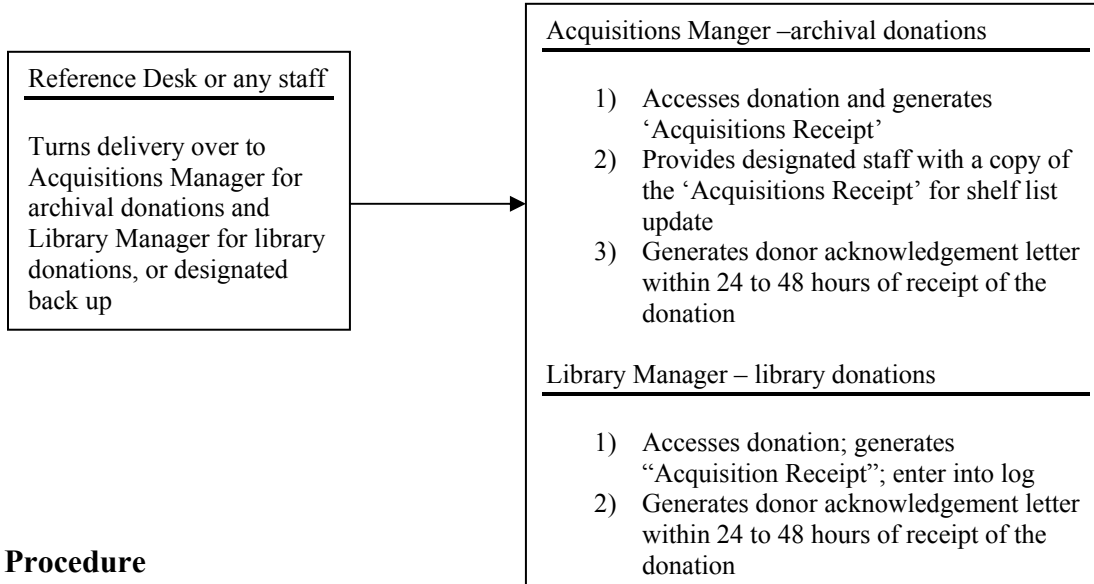 Reference Desk or any staff
Turns delivery over to
Acquisitions Manager for
archival donations and
Library Manager for library
donations, or designated
back up
Acquisitions Manger –archival donations
1) Accesses donation and generates
‘Acquisitions Receipt’
2) Provides designated staff with a copy of
the ‘Acquisitions Receipt’ for shelf list
update
3) Generates donor acknowledgement letter
within 24 to 48 hours of receipt of the
donation
Library Manager – library donations
1) Accesses donation; generates
“Acquisition Receipt”; enter into log
2) Generates donor acknowledgement letter
within 24 to 48 hours of receipt of the
donation
Procedure